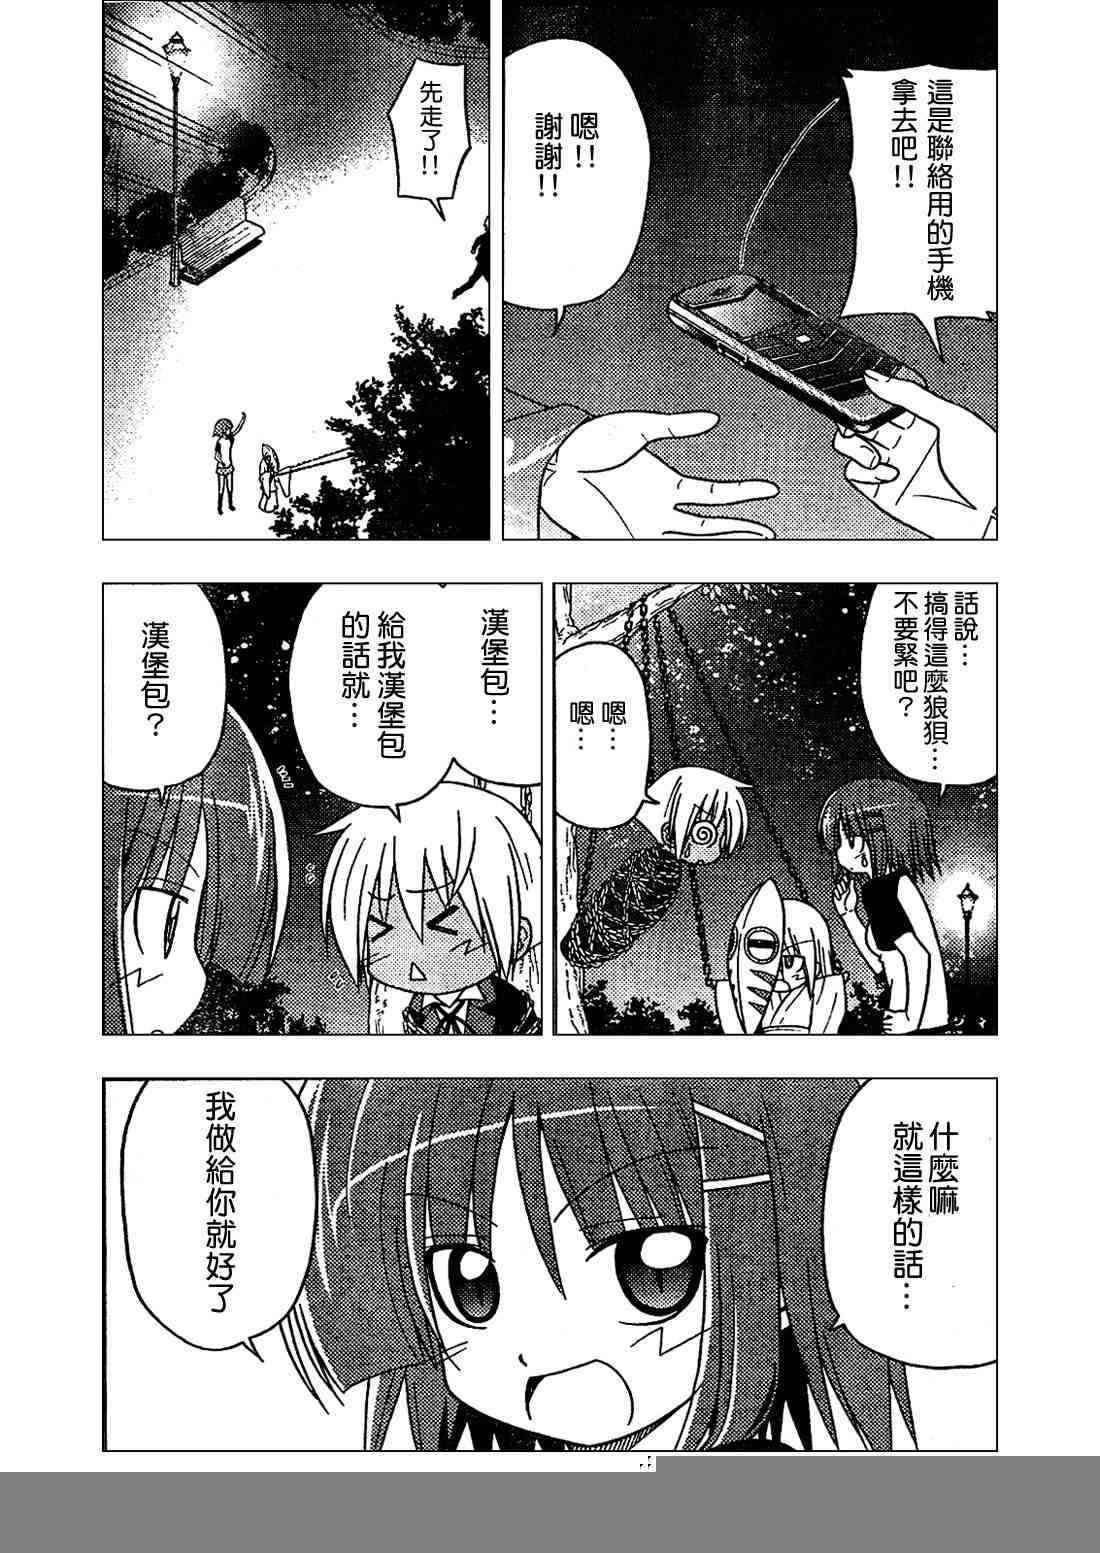 這是聯絡用的手機
拿去吧!!
嗯!!
謝謝!!
先走了!!
話說…
搞得這麼狼狽…
不要緊吧?
嗯…
嗯…
漢堡包…
給我漢堡包
的話就…
漢堡包?
什麼嘛
就這樣的話…
我做給你就好了